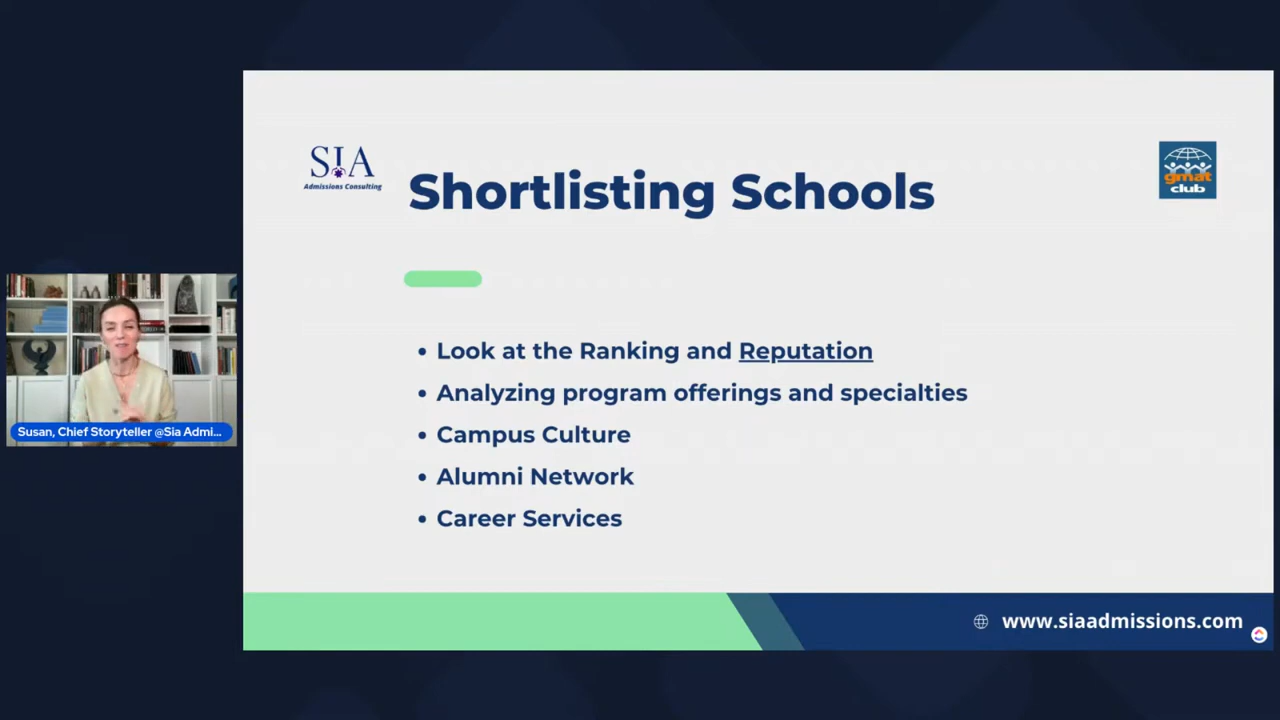 SIA
Admissions Consulting
Shortlisting Schools
gmat
club
• Look at the Ranking and Reputation
• Analyzing program offerings and specialties
• Campus Culture
• Alumni Network
• Career Services
Susan, Chief Storyteller @Sia Admi...
www.siaadmissions.com